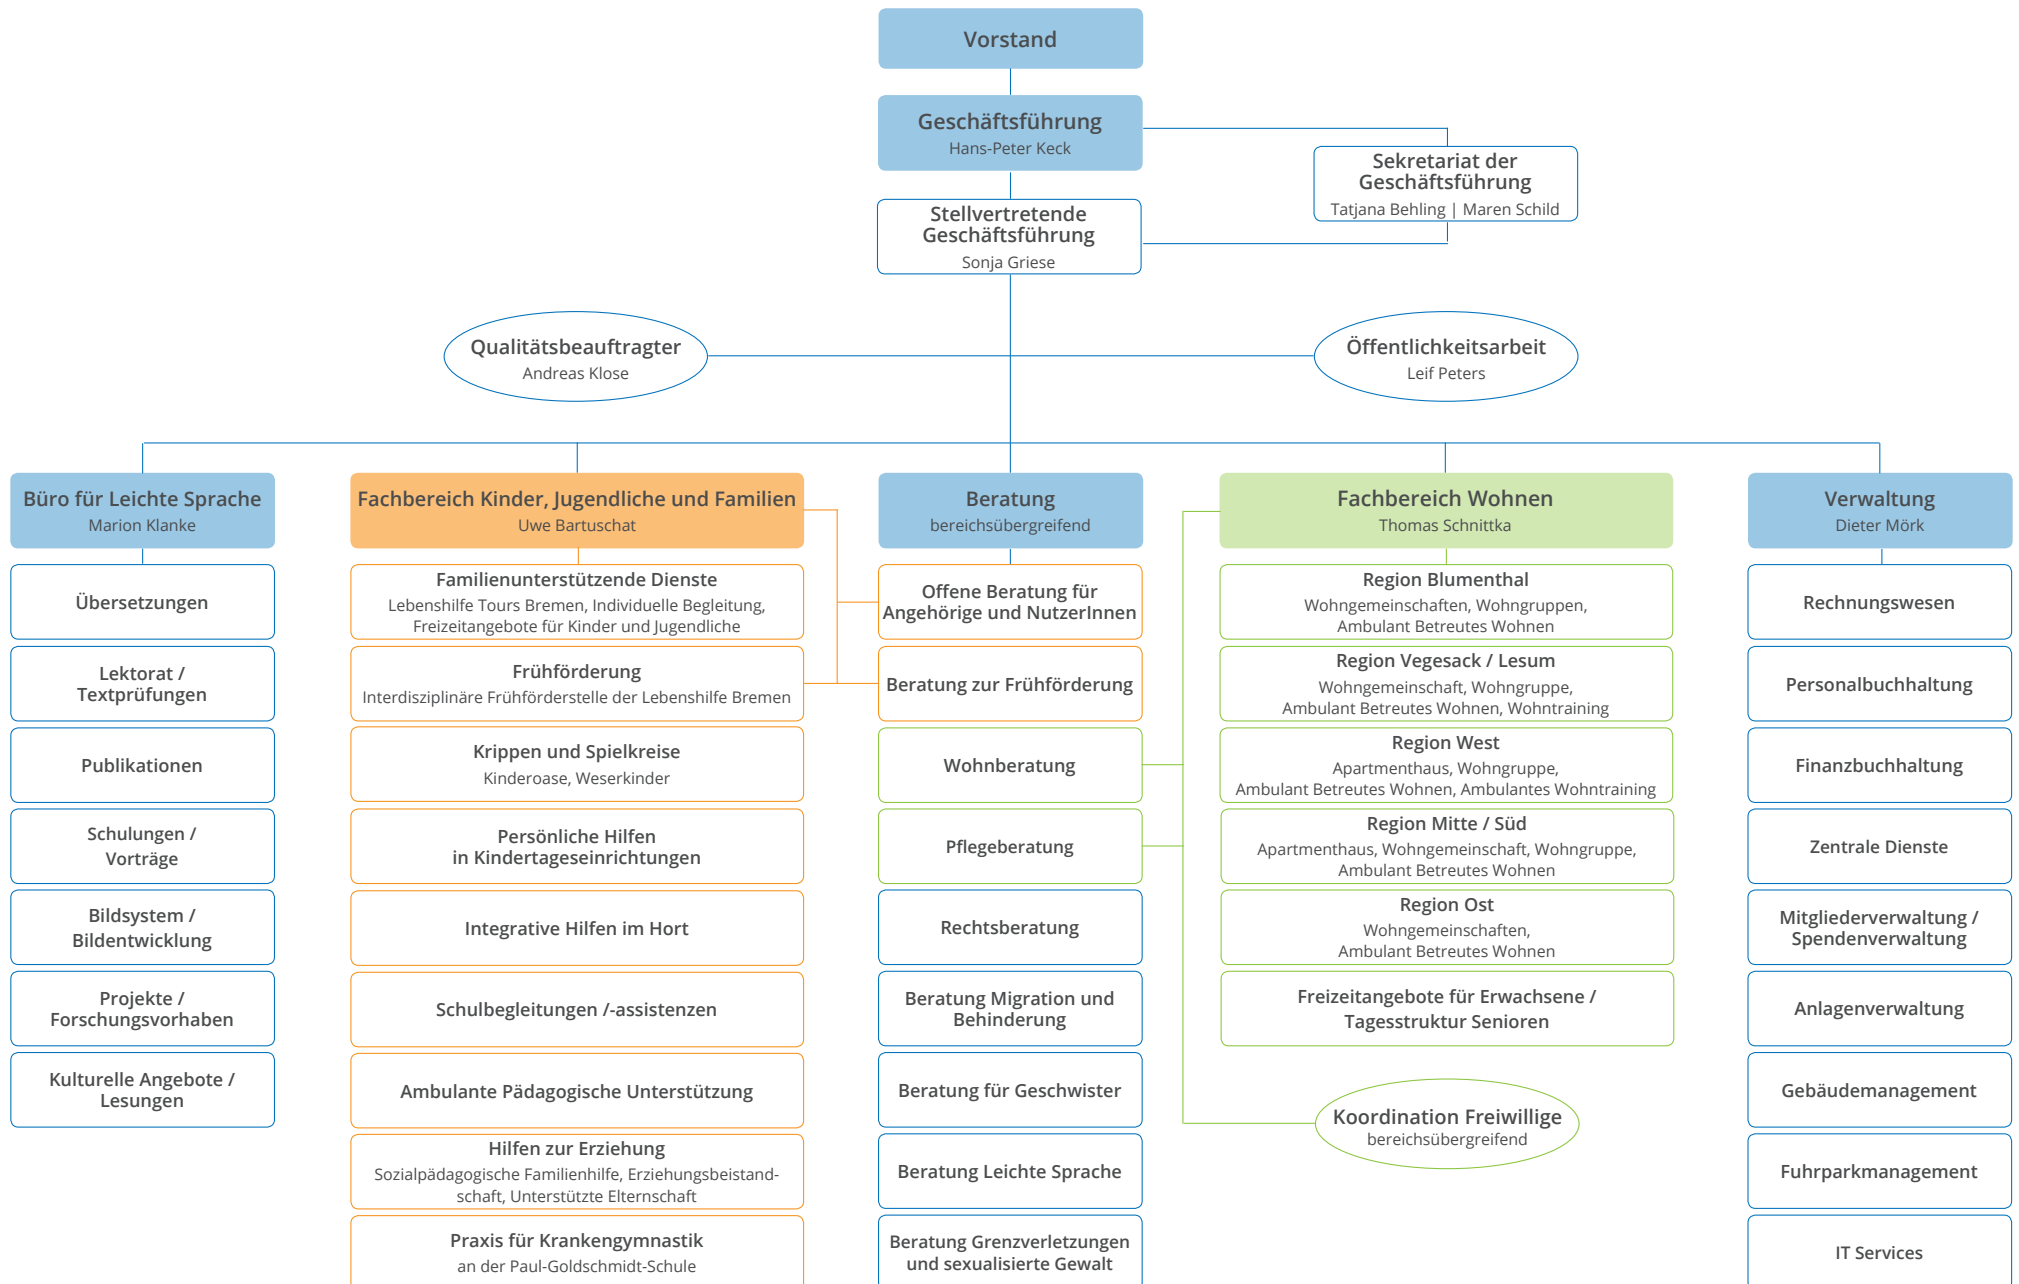 Vorstand
Geschäftsführung
Hans-Peter Keck
Sekretariat der
Geschäftsführung
Tatjana Behling | Maren Schild
Stellvertretende
Geschäftsführung
Sonja Griese
Qualitätsbeauftragter
Andreas Klose
Öffentlichkeitsarbeit
Leif Peters
Büro für Leichte Sprache
Marion Klanke
Übersetzungen
Lektorat /
Textprüfungen
Publikationen
Schulungen /
Vorträge
Bildsystem /
Bildentwicklung
Projekte /
Forschungsvorhaben
Kulturelle Angebote /
Lesungen
Fachbereich Kinder, Jugendliche und Familien
Uwe Bartuschat
Familienunterstützende Dienste
Lebenshilfe Tours Bremen, Individuelle Begleitung,
Freizeitangebote für Kinder und Jugendliche
Frühförderung
Interdisziplinäre Frühförderstelle der Lebenshilfe Bremen
Krippen und Spielkreise
Kinderoase, Weserkinder
Persönliche Hilfen
in Kindertageseinrichtungen
Integrative Hilfen im Hort
Schulbegleitungen /-assistenzen
Ambulante Pädagogische Unterstützung
Hilfen zur Erziehung
Sozialpädagogische Familienhilfe, Erziehungsbeistand-
schaft, Unterstützte Elternschaft
Praxis für Krankengymnastik
an der Paul-Goldschmidt-Schule
Beratung
bereichsübergreifend
Offene Beratung für
Angehörige und NutzerInnen
Beratung zur Frühförderung
Wohnberatung
Pflegeberatung
Rechtsberatung
Beratung Migration und
Behinderung
Beratung für Geschwister
Beratung Leichte Sprache
Beratung Grenzverletzungen
und sexualisierte Gewalt
Fachbereich Wohnen
Thomas Schnittka
Region Blumenthal
Wohngemeinschaften, Wohngruppen,
Ambulant Betreutes Wohnen
Region Vegesack / Lesum
Wohngemeinschaft, Wohngruppe,
Ambulant Betreutes Wohnen, Wohntraining
Region West
Apartmenthaus, Wohngruppe,
Ambulant Betreutes Wohnen, Ambulantes Wohntraining
Region Mitte / Süd
Apartmenthaus, Wohngemeinschaft, Wohngruppe,
Ambulant Betreutes Wohnen
Region Ost
Wohngemeinschaften,
Ambulant Betreutes Wohnen
Freizeitangebote für Erwachsene /
Tagesstruktur Senioren
Koordination Freiwillige
bereichsübergreifend
Verwaltung
Dieter Mörk
Rechnungswesen
Personalbuchhaltung
Finanzbuchhaltung
Zentrale Dienste
Mitgliederverwaltung /
Spendenverwaltung
Anlagenverwaltung
Gebäudemanagement
Fuhrparkmanagement
IT Services